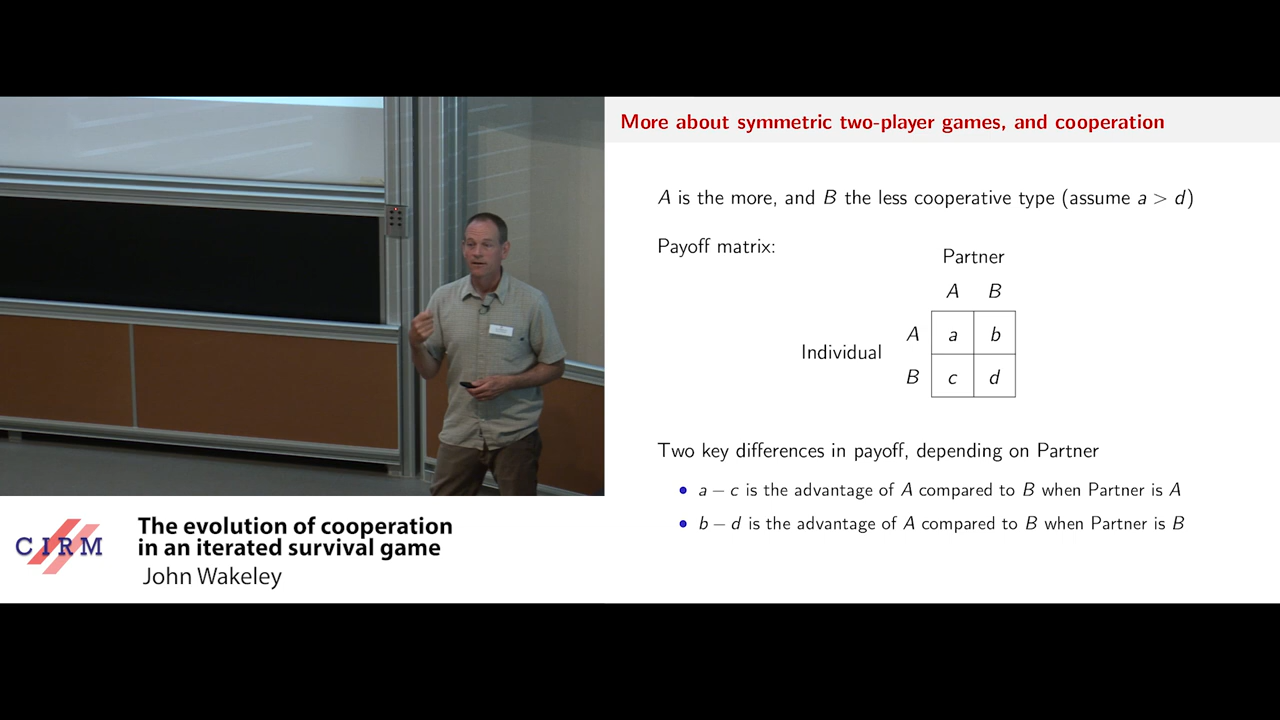 More about symmetric two-player games, and cooperation
A is the more, and B the less cooperative type (assume a > d)
Payoff matrix:
Partner
A B
Individual
A a b
B c d
Two key differences in payoff, depending on Partner
• a − c is the advantage of A compared to B when Partner is A
• b − d is the advantage of A compared to B when Partner is B
CIRM
The evolution of cooperation
in an iterated survival game
John Wakeley